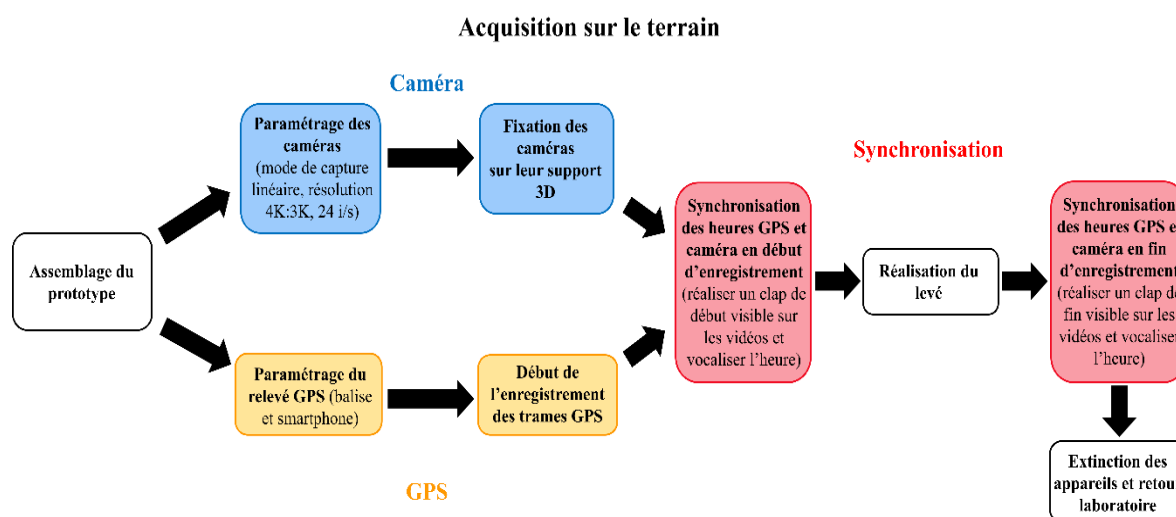 Acquisition sur le terrain
Caméra
Paramétrage des
caméras
(mode de capture
linéaire, résolution
4K:3K, 24 i/s)
Fixation des
caméras
sur leur support
3D
Synchronisation
Assemblage du
prototype
Synchronisation
des heures GPS et
caméra en début
d’enregistrement
(réaliser un clap de
début visible sur
les vidéos et
vocaliser l’heure)
Réalisation du
levé
Synchronisation
des heures GPS et
caméra en fin
d’enregistrement
(réaliser un clap de
fin visible sur les
vidéos et vocaliser
l’heure)
Paramétrage du
relevé GPS (balise
et smartphone)
Début de
l’enregistrement
des trames GPS
GPS
Extinction des
appareils et retou
laboratoire